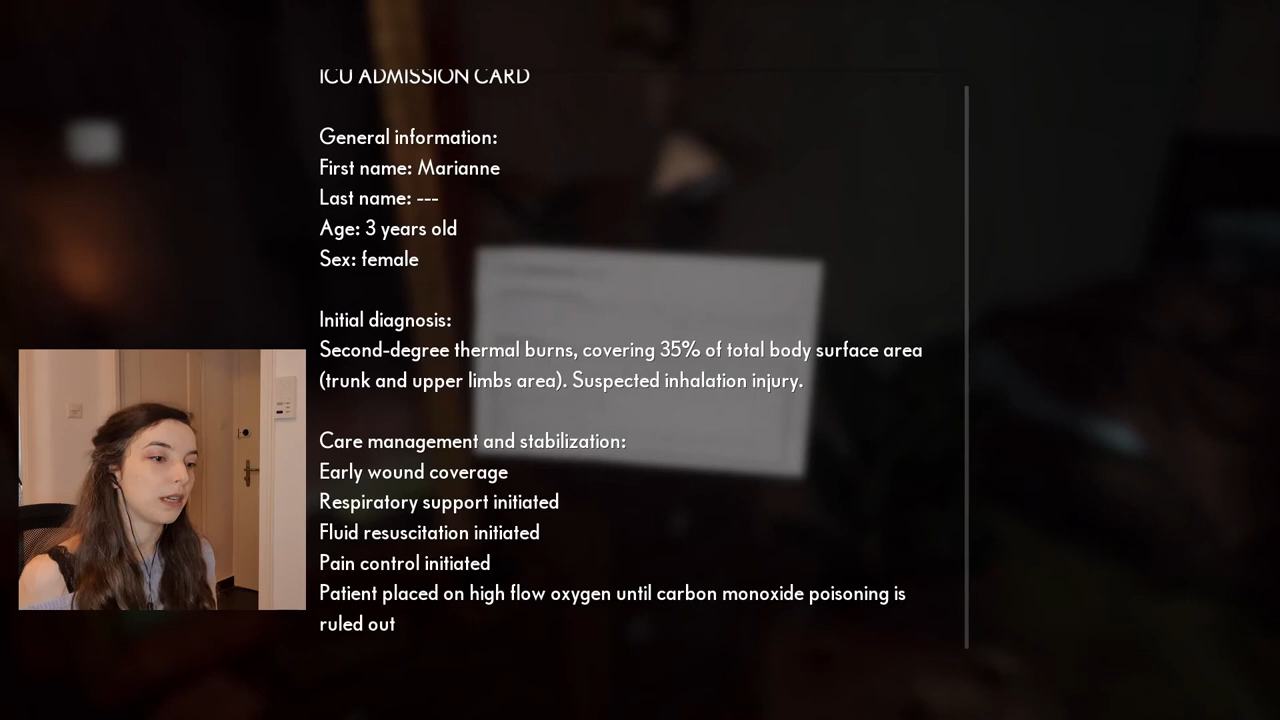 ICU ADMISSION CARD
General information:
First name: Marianne
Last name: ---
Age: 3 years old
Sex: female
Initial diagnosis:
Second-degree thermal burns, covering 35% of total body surface area
(trunk and upper limbs area). Suspected inhalation injury.
Care management and stabilization:
Early wound coverage
Respiratory support initiated
Fluid resuscitation initiated
Pain control initiated
Patient placed on high flow oxygen until carbon monoxide poisoning is
ruled out